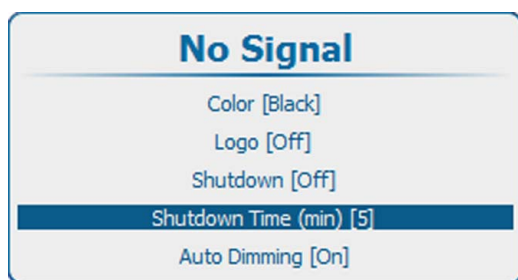 No Signal
Color [Black]
Logo [Off]
Shutdown [Off]
Shutdown Time (min) [5]
Auto Dimming [On]